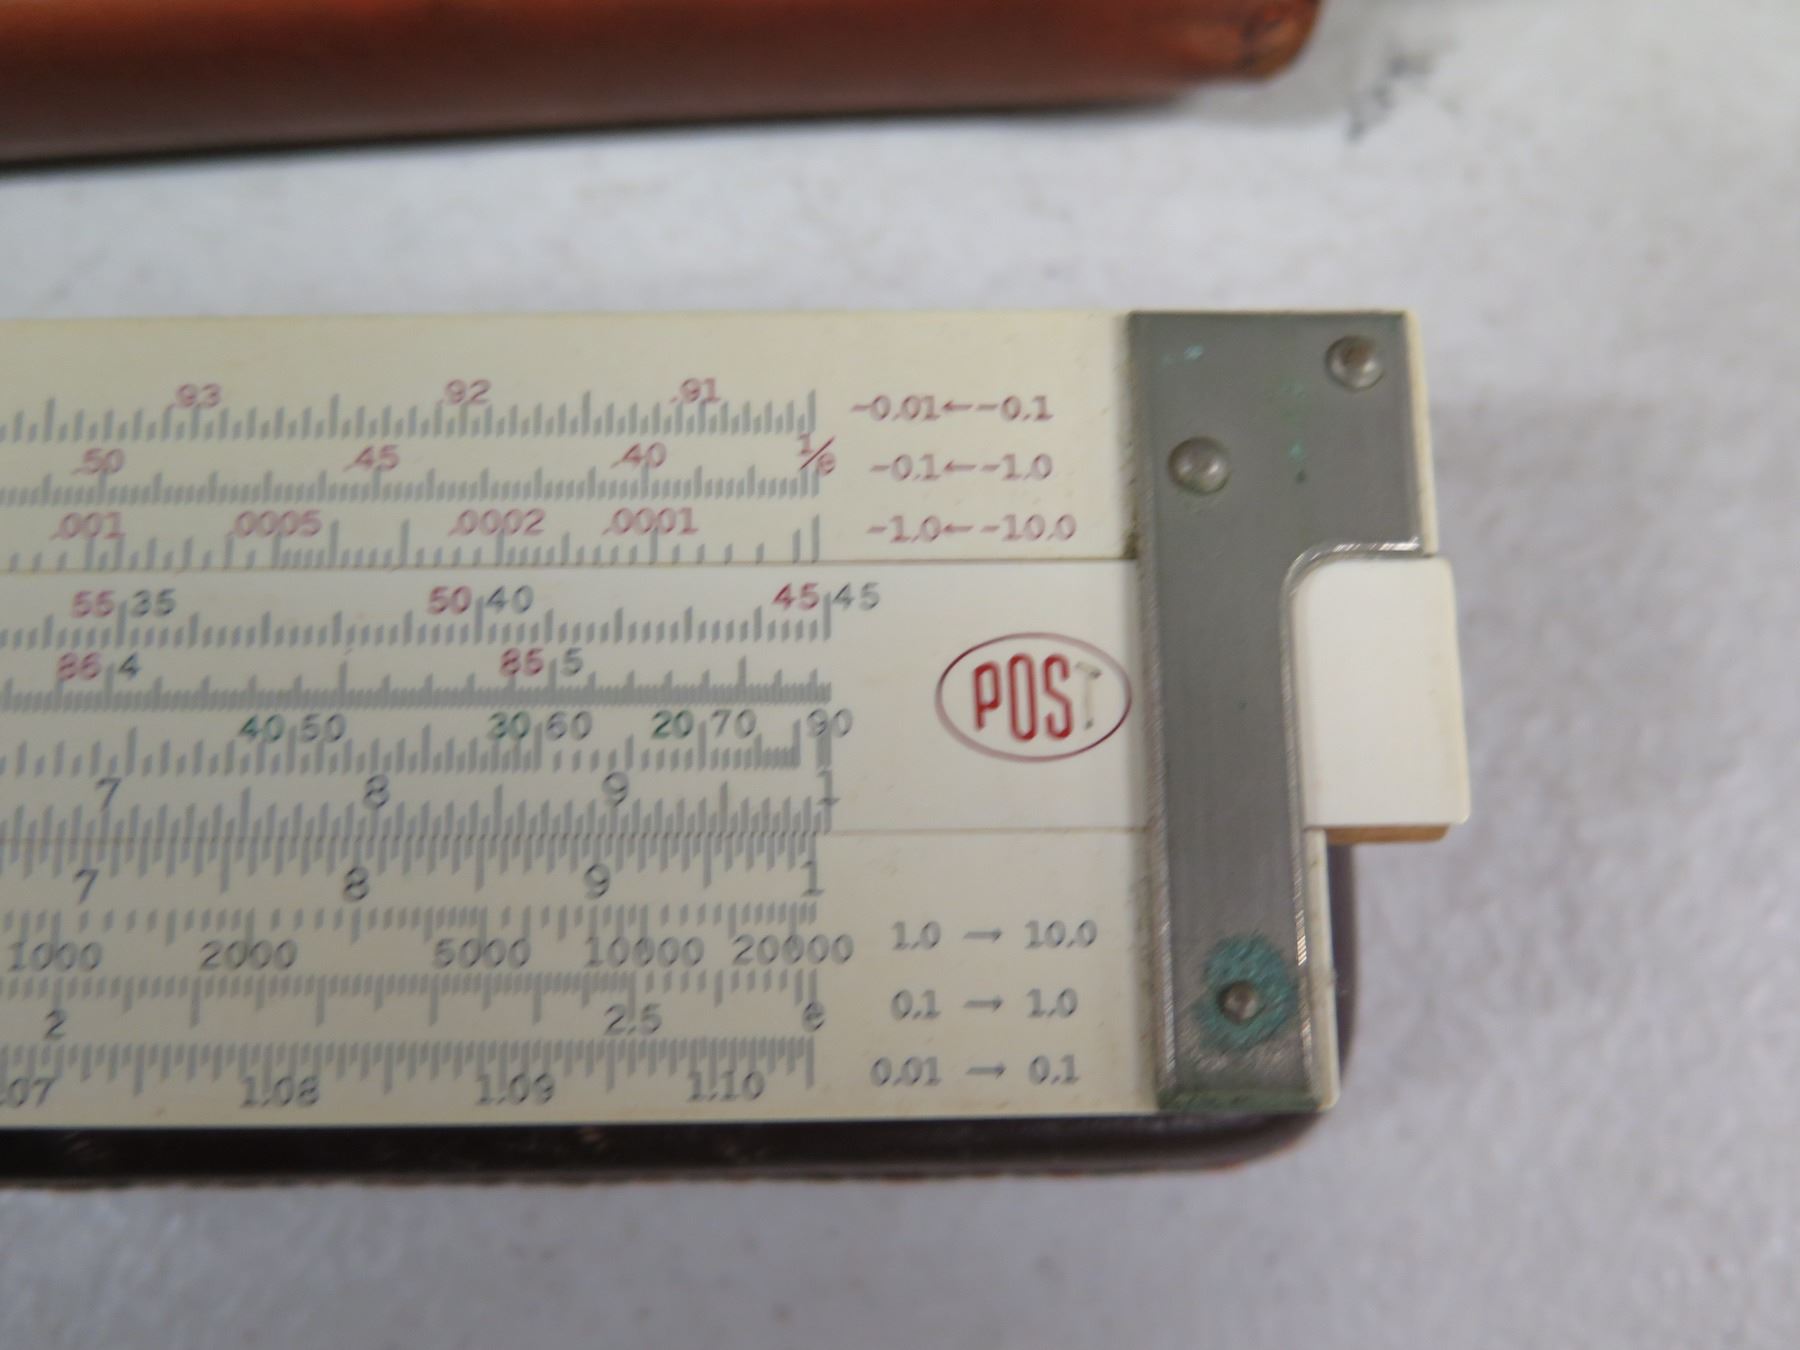 .93 .92 .91 -0.01←-0.1
.50 .45 .40 1/e -0.1←-1.0
.001 .0005 .0002 .0001 -1.0←-10.0
55 35 50 40 45 45
86 4 85 5
POST
40 50 30 60 20 70 90
7 8 9 1
7 8 9 1
1000 2000 5000 10000 20000 1.0 → 10.0
2 2.5 e 0.1 → 1.0
.07 1.08 1.09 1.10 0.01 → 0.1